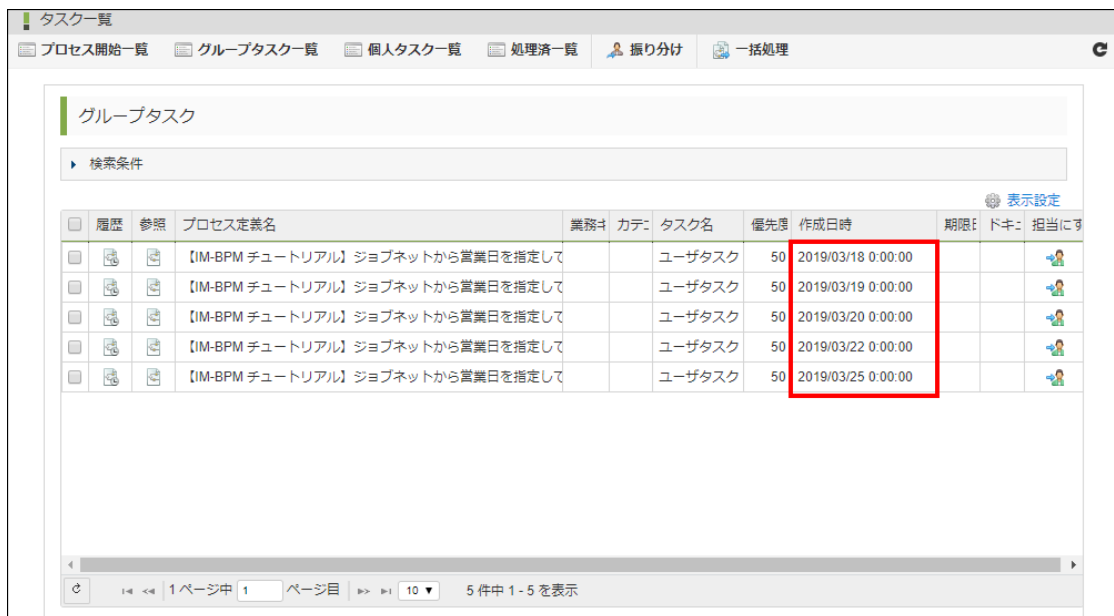 タスク一覧
プロセス開始一覧 グループタスク一覧 個人タスク一覧 処理済一覧 振り分け 一括処理
グループタスク
検索条件
表示設定
履歴 参照 プロセス定義名 業務キ カテゴ タスク名 優先度 作成日時 期限日 ドキュ 担当にす
【IM-BPM チュートリアル】ジョブネットから営業日を指定して ユーザタスク 50 2019/03/18 0:00:00
【IM-BPM チュートリアル】ジョブネットから営業日を指定して ユーザタスク 50 2019/03/19 0:00:00
【IM-BPM チュートリアル】ジョブネットから営業日を指定して ユーザタスク 50 2019/03/20 0:00:00
【IM-BPM チュートリアル】ジョブネットから営業日を指定して ユーザタスク 50 2019/03/22 0:00:00
【IM-BPM チュートリアル】ジョブネットから営業日を指定して ユーザタスク 50 2019/03/25 0:00:00
1 ページ中 1 ページ目 10 5 件中 1 - 5 を表示